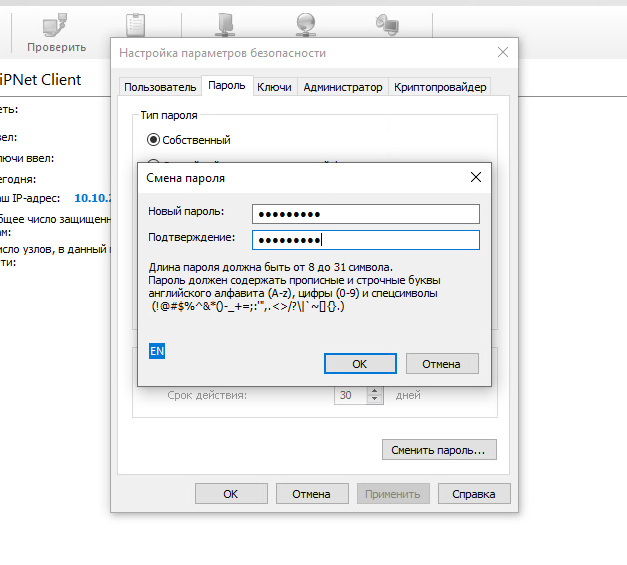 Проверить
Настройка параметров безопасности
iPNet Client
Пользователь Пароль Ключи Администратор Криптопровайдер
Тип пароля
Собственный
Смена пароля
Новый пароль: •••••••••
Подтверждение: •••••••••
Длина пароля должна быть от 8 до 31 символа.
Пароль должен содержать прописные и строчные буквы
английского алфавита (A-z), цифры (0-9) и спецсимволы
(!@#$%^&*()-_+=;:'",.<>/?\|`~[]{}.)
EN
OK Отмена
Срок действия: 30 дней
Сменить пароль...
OK Отмена Применить Справка
еть:
вел:
лючи ввел:
егодня:
аш IP-адрес: 10.10.
бщее число защищенн
ам:
исло узлов, в данный
ти: